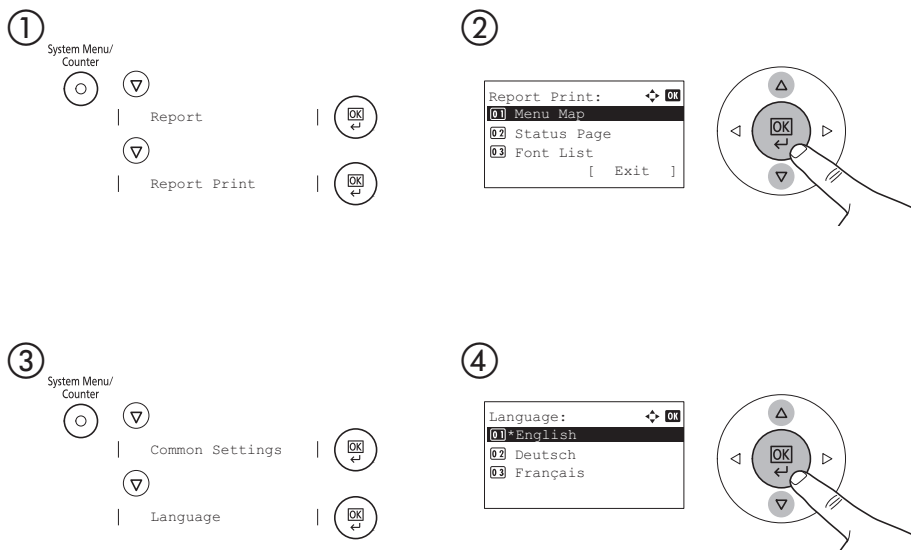 ①
System Menu/
Counter
| Report | OK
| Report Print | OK
②
Report Print: OK
01 Menu Map
02 Status Page
03 Font List
[ Exit ]
OK
③
System Menu/
Counter
| Common Settings | OK
| Language | OK
④
Language: OK
01*English
02 Deutsch
03 Français
OK